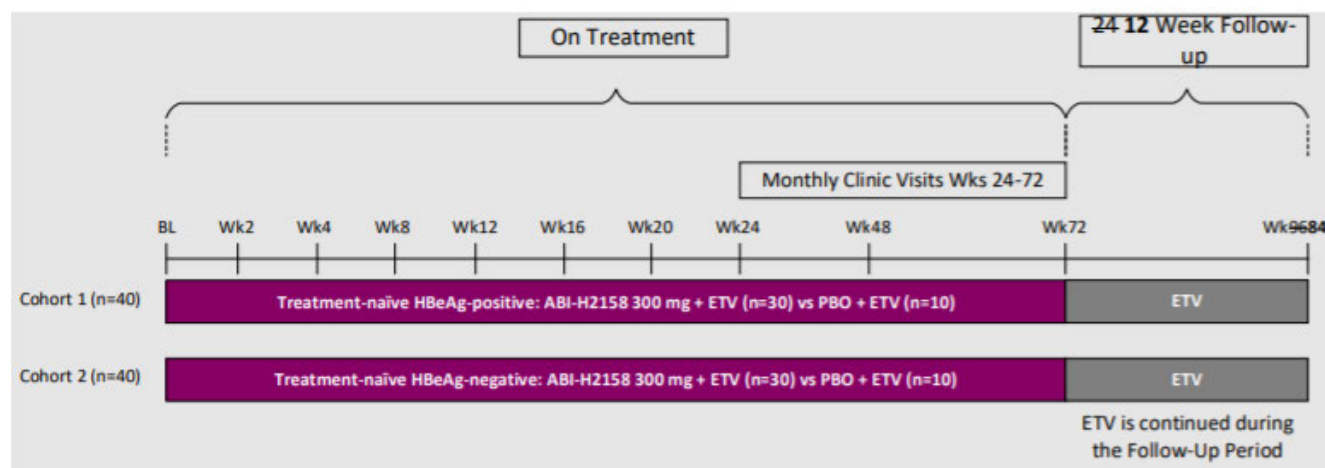 On Treatment
24 12 Week Follow-
up
Monthly Clinic Visits Wks 24-72
BL Wk2 Wk4 Wk8 Wk12 Wk16 Wk20 Wk24 Wk48 Wk72 Wk9684
Cohort 1 (n=40) Treatment-naïve HBeAg-positive: ABI-H2158 300 mg + ETV (n=30) vs PBO + ETV (n=10) ETV
Cohort 2 (n=40) Treatment-naïve HBeAg-negative: ABI-H2158 300 mg + ETV (n=30) vs PBO + ETV (n=10) ETV
ETV is continued during
the Follow-Up Period